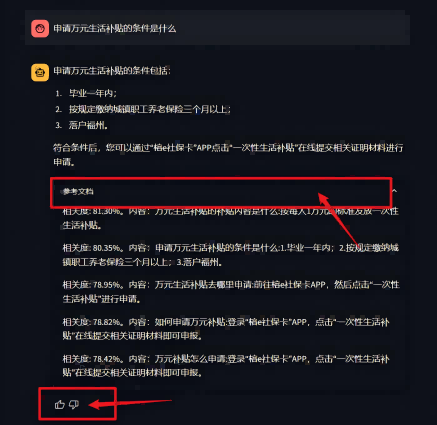 申请万元生活补贴的条件是什么
申请万元生活补贴的条件包括:
1. 毕业一年内;
2. 按规定缴纳城镇职工养老保险三个月以上;
3. 落户福州。
符合条件后，您可以通过“榕e社保卡”APP点击“一次性生活补贴”在线提交相关证明材料进行
申请。
参考文档
相关度: 81.30%。内容：万元生活补贴的补贴内容是什么:按每人1万元的标准发放一次性
生活补贴。
相关度: 80.35%。内容：申请万元生活补贴的条件是什么:1.毕业一年内；2.按规定缴纳城
镇职工养老保险三个月以上；3.落户福州。
相关度: 78.95%。内容：万元生活补贴去哪里申请:前往榕e社保卡APP，然后点击“一次性
生活补贴”进行申请。
相关度: 78.82%。内容：如何申请万元补贴:登录“榕e社保卡”APP，点击“一次性生活补
贴”在线提交相关证明材料即可申报。
相关度: 78.42%。内容：万元补贴怎么申请:登录“榕e社保卡”APP，点击“一次性生活补
贴”在线提交相关证明材料即可申报。